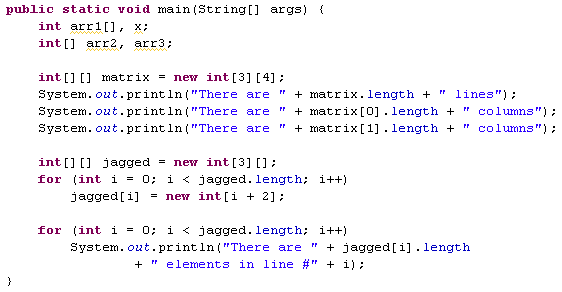 public static void main(String[] args) {
    int arr1[], x;
    int[] arr2, arr3;

    int[][] matrix = new int[3][4];
    System.out.println("There are " + matrix.length + " lines");
    System.out.println("There are " + matrix[0].length + " columns");
    System.out.println("There are " + matrix[1].length + " columns");

    int[][] jagged = new int[3][];
    for (int i = 0; i < jagged.length; i++)
        jagged[i] = new int[i + 2];

    for (int i = 0; i < jagged.length; i++)
        System.out.println("There are " + jagged[i].length
                + " elements in line #" + i);
}